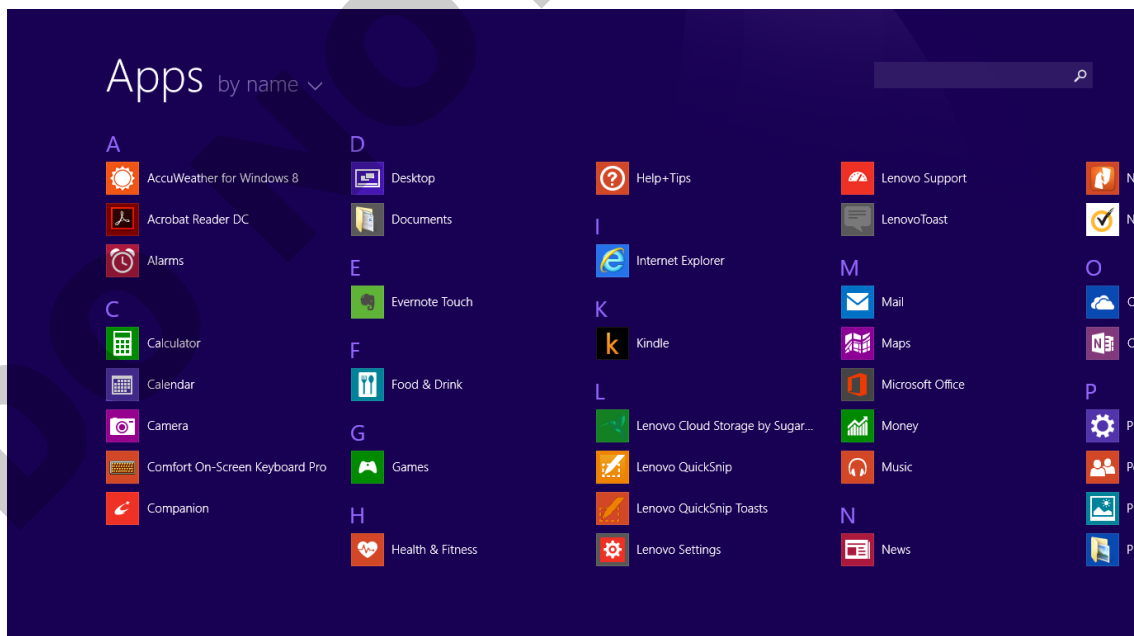 Apps by name
A
AccuWeather for Windows 8
Acrobat Reader DC
Alarms
C
Calculator
Calendar
Camera
Comfort On-Screen Keyboard Pro
Companion
D
Desktop
Documents
E
Evernote Touch
F
Food & Drink
G
Games
H
Health & Fitness
Help+Tips
I
Internet Explorer
K
Kindle
L
Lenovo Cloud Storage by Sugar...
Lenovo QuickSnip
Lenovo QuickSnip Toasts
Lenovo Settings
Lenovo Support
LenovoToast
M
Mail
Maps
Microsoft Office
Money
Music
N
News
O
P
DO NO